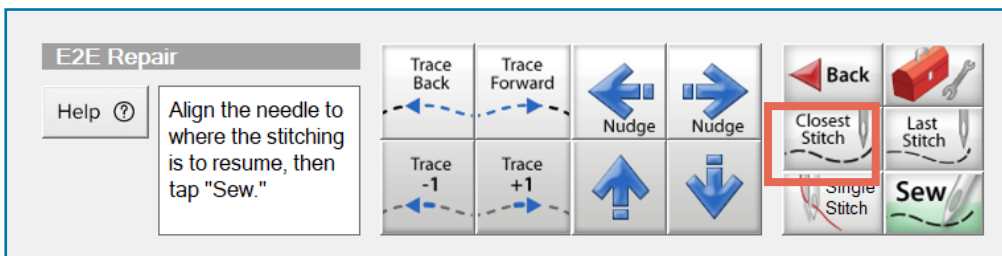 E2E Repair
Help ?
Align the needle to
where the stitching
is to resume, then
tap "Sew."
Trace
Back
Trace
Forward
Nudge
Nudge
Trace
-1
Trace
+1
Back
Closest
Stitch
Last
Stitch
Single
Stitch
Sew